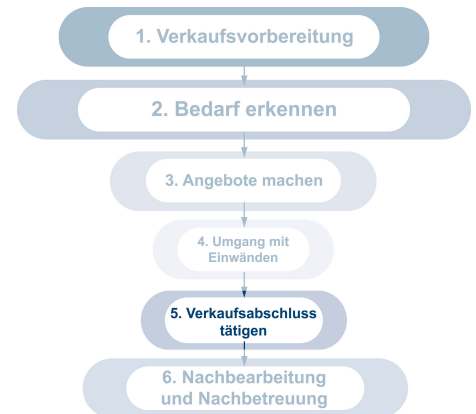 1. Verkaufsvorbereitung
2. Bedarf erkennen
3. Angebote machen
4. Umgang mit
Einwänden
5. Verkaufsabschluss
tätigen
6. Nachbearbeitung
und Nachbetreuung